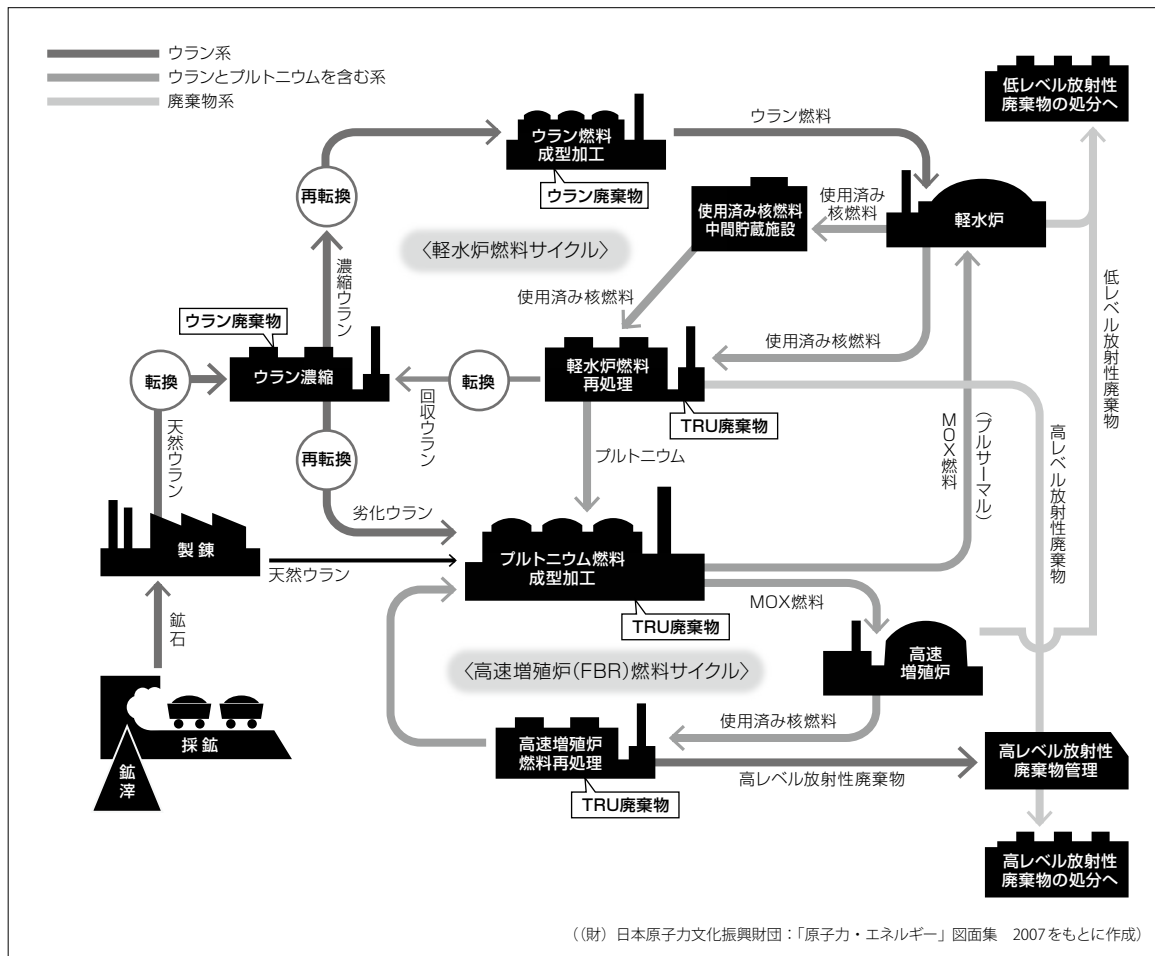 ウラン系
ウランとプルトニウムを含む系
廃棄物系
低レベル放射性
廃棄物の処分へ
ウラン燃料
成型加工
ウラン燃料
ウラン廃棄物
再転換
使用済み核燃料
中間貯蔵施設
使用済み
核燃料
軽水炉
〈軽水炉燃料サイクル〉
濃縮ウラン
使用済み核燃料
低レベル放射性廃棄物
ウラン廃棄物
ウラン濃縮
転換
転換
回収ウラン
軽水炉燃料
再処理
使用済み核燃料
TRU廃棄物
天然ウラン
再転換
プルトニウム
MOX燃料
(プルサーマル)
高レベル放射性廃棄物
劣化ウラン
製錬
天然ウラン
プルトニウム燃料
成型加工
MOX燃料
TRU廃棄物
鉱石
〈高速増殖炉(FBR)燃料サイクル〉
高速
増殖炉
採鉱
鉱滓
使用済み核燃料
高速増殖炉
燃料再処理
TRU廃棄物
高レベル放射性廃棄物
高レベル放射性
廃棄物管理
高レベル放射性
廃棄物の処分へ
((財)日本原子力文化振興財団:「原子力・エネルギー」図面集 2007をもとに作成)